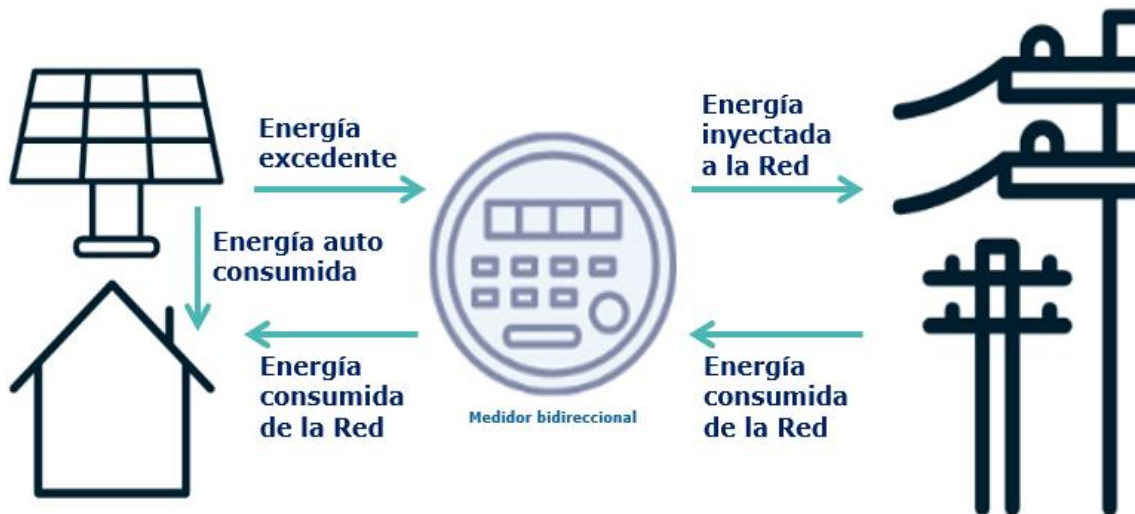 Energía
excedente
Energía
inyectada
a la Red
Energía auto
consumida
Energía
consumida
de la Red
Medidor bidireccional
Energía
consumida
de la Red